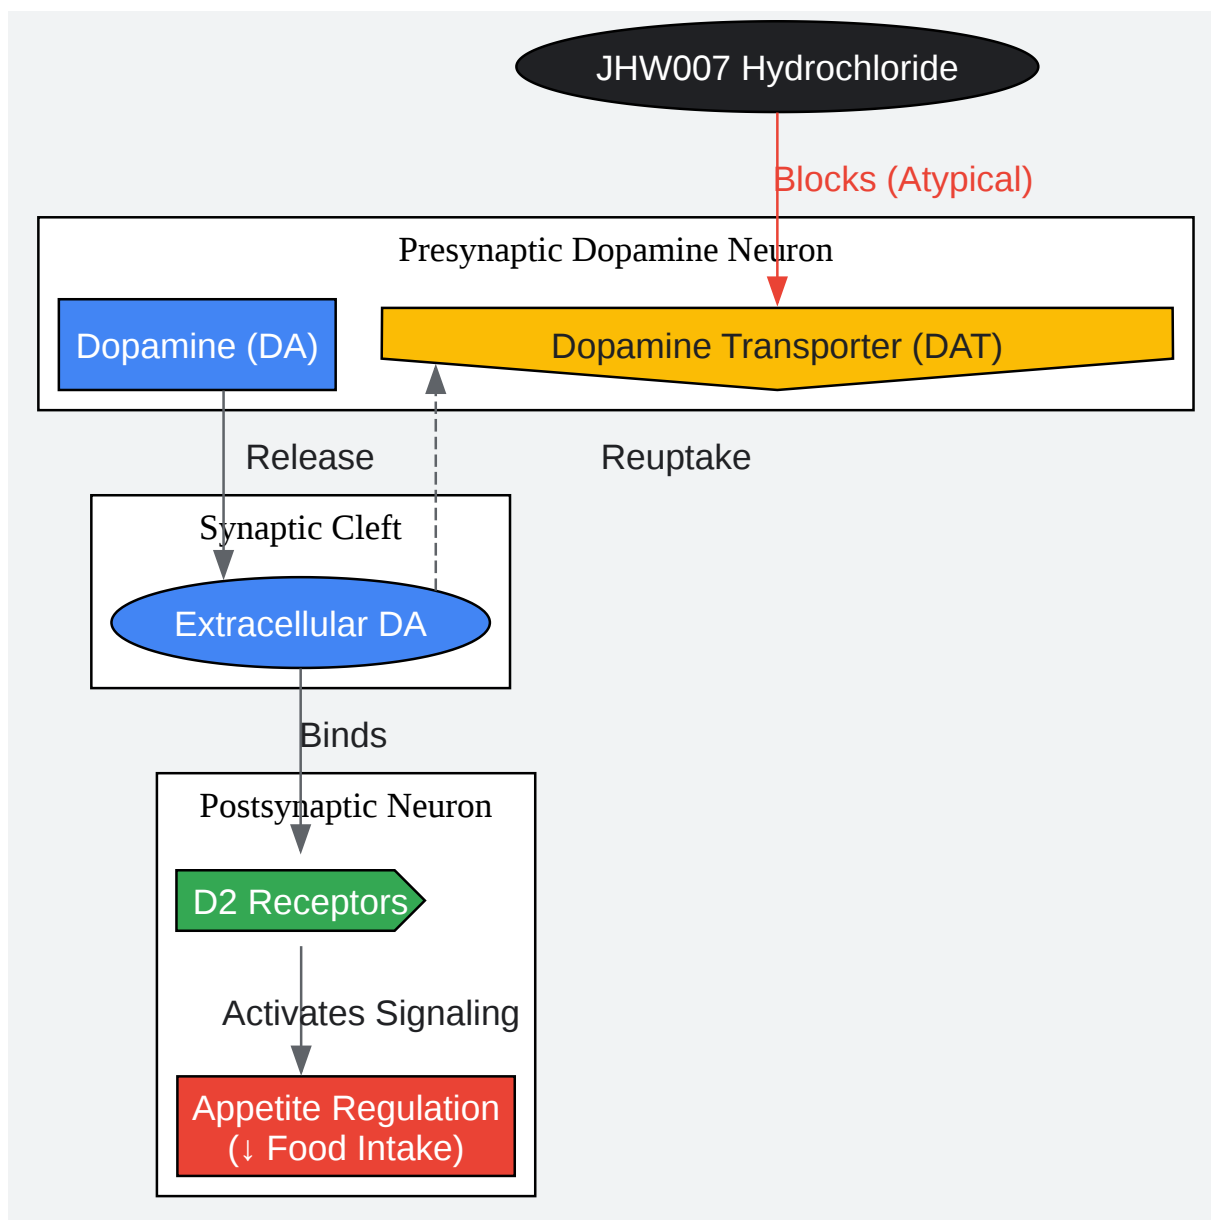 JHW007 Hydrochloride
Blocks (Atypical)
Presynaptic Dopamine Neuron
Dopamine (DA)
Dopamine Transporter (DAT)
Release
Reuptake
Synaptic Cleft
Extracellular DA
Binds
Postsynaptic Neuron
D2 Receptors
Activates Signaling
Appetite Regulation
(↓ Food Intake)